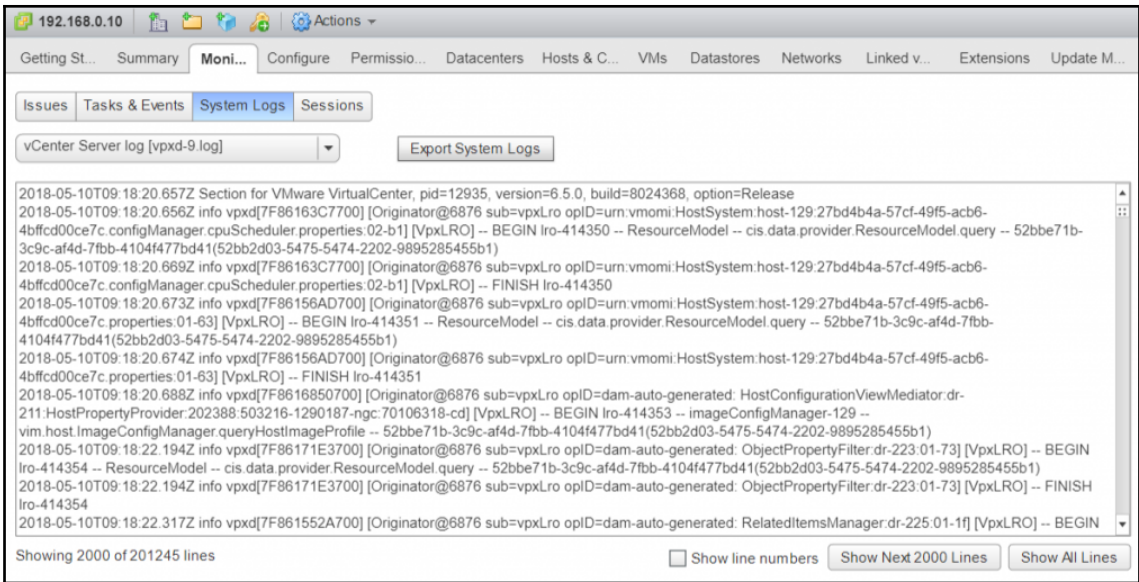 192.168.0.10 Actions
Getting St... Summary Moni... Configure Permissio... Datacenters Hosts & C... VMs Datastores Networks Linked v... Extensions Update M...
Issues Tasks & Events System Logs Sessions
vCenter Server log [vpxd-9.log] Export System Logs
2018-05-10T09:18:20.657Z Section for VMware VirtualCenter, pid=12935, version=6.5.0, build=8024368, option=Release
2018-05-10T09:18:20.656Z info vpxd[7F86163C7700] [Originator@6876 sub=vpxLro opID=urn:vmomi:HostSystem:host-129:27bd4b4a-57cf-49f5-acb6-
4bffcd00ce7c.configManager.cpuScheduler.properties:02-b1] [VpxLRO] -- BEGIN lro-414350 -- ResourceModel -- cis.data.provider.ResourceModel.query -- 52bbe71b-
3c9c-af4d-7fbb-4104f477bd41(52bb2d03-5475-5474-2202-9895285455b1)
2018-05-10T09:18:20.669Z info vpxd[7F86163C7700] [Originator@6876 sub=vpxLro opID=urn:vmomi:HostSystem:host-129:27bd4b4a-57cf-49f5-acb6-
4bffcd00ce7c.configManager.cpuScheduler.properties:02-b1] [VpxLRO] -- FINISH lro-414350
2018-05-10T09:18:20.673Z info vpxd[7F86156AD700] [Originator@6876 sub=vpxLro opID=urn:vmomi:HostSystem:host-129:27bd4b4a-57cf-49f5-acb6-
4bffcd00ce7c.properties:01-63] [VpxLRO] -- BEGIN lro-414351 -- ResourceModel -- cis.data.provider.ResourceModel.query -- 52bbe71b-3c9c-af4d-7fbb-
4104f477bd41(52bb2d03-5475-5474-2202-9895285455b1)
2018-05-10T09:18:20.674Z info vpxd[7F86156AD700] [Originator@6876 sub=vpxLro opID=urn:vmomi:HostSystem:host-129:27bd4b4a-57cf-49f5-acb6-
4bffcd00ce7c.properties:01-63] [VpxLRO] -- FINISH lro-414351
2018-05-10T09:18:20.688Z info vpxd[7F8616850700] [Originator@6876 sub=vpxLro opID=dam-auto-generated: HostConfigurationViewMediator:dr-
211:HostPropertyProvider:202388:503216-1290187-ngc:70106318-cd] [VpxLRO] -- BEGIN lro-414353 -- imageConfigManager-129 --
vim.host.ImageConfigManager.queryHostImageProfile -- 52bbe71b-3c9c-af4d-7fbb-4104f477bd41(52bb2d03-5475-5474-2202-9895285455b1)
2018-05-10T09:18:22.194Z info vpxd[7F86171E3700] [Originator@6876 sub=vpxLro opID=dam-auto-generated: ObjectPropertyFilter:dr-223:01-73] [VpxLRO] -- BEGIN
lro-414354 -- ResourceModel -- cis.data.provider.ResourceModel.query -- 52bbe71b-3c9c-af4d-7fbb-4104f477bd41(52bb2d03-5475-5474-2202-9895285455b1)
2018-05-10T09:18:22.194Z info vpxd[7F86171E3700] [Originator@6876 sub=vpxLro opID=dam-auto-generated: ObjectPropertyFilter:dr-223:01-73] [VpxLRO] -- FINISH
lro-414354
2018-05-10T09:18:22.317Z info vpxd[7F861552A700] [Originator@6876 sub=vpxLro opID=dam-auto-generated: RelatedItemsManager:dr-225:01-1f] [VpxLRO] -- BEGIN
Showing 2000 of 201245 lines Show line numbers Show Next 2000 Lines Show All Lines